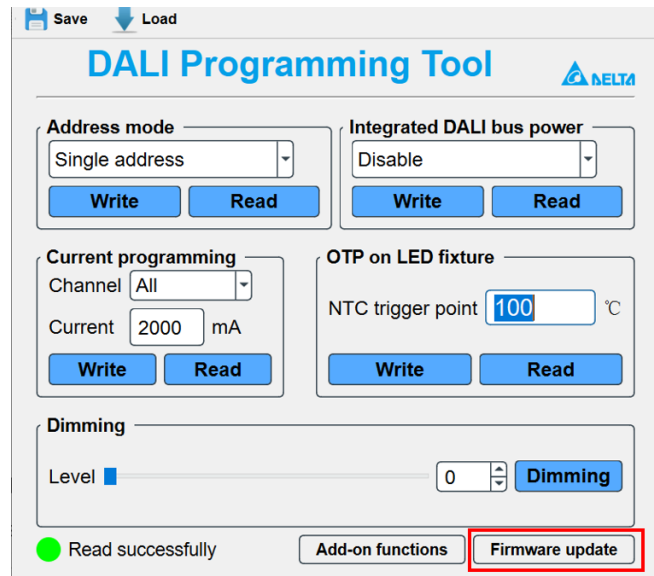 Save Load
DALI Programming Tool
DELTA
Address mode
Single address
Write Read
Integrated DALI bus power
Disable
Write Read
Current programming
Channel All
Current 2000 mA
Write Read
OTP on LED fixture
NTC trigger point 100 ℃
Write Read
Dimming
Level 0 Dimming
Read successfully Add-on functions Firmware update